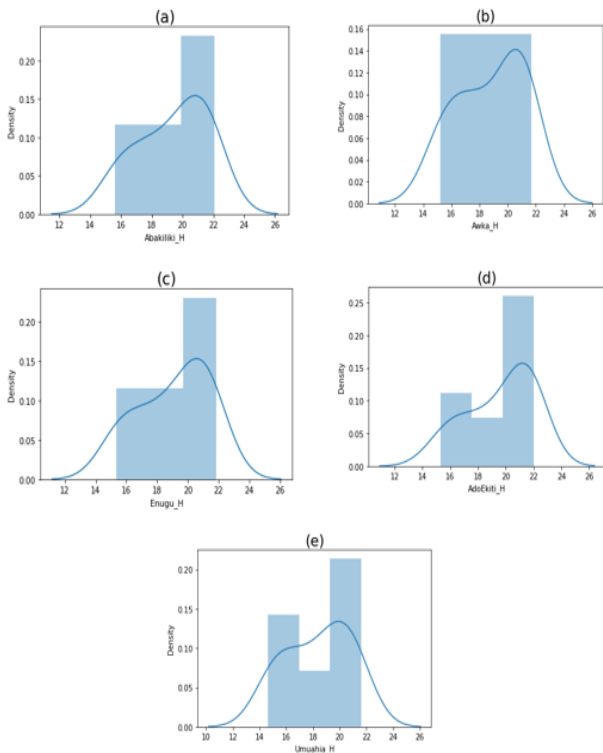 (a)
0.20
0.15
0.10
0.05
0.00
Density
12 14 16 18 20 22 24 26
Abakiliki_H
(b)
0.16
0.14
0.12
0.10
0.08
0.06
0.04
0.02
0.00
Density
12 14 16 18 20 22 24 26
Awka_H
(c)
0.20
0.15
0.10
0.05
0.00
Density
12 14 16 18 20 22 24 26
Enugu_H
(d)
0.25
0.20
0.15
0.10
0.05
0.00
Density
12 14 16 18 20 22 24 26
AdoEkiti_H
(e)
0.20
0.15
0.10
0.05
0.00
Density
10 12 14 16 18 20 22 24 26
Umuahia_H